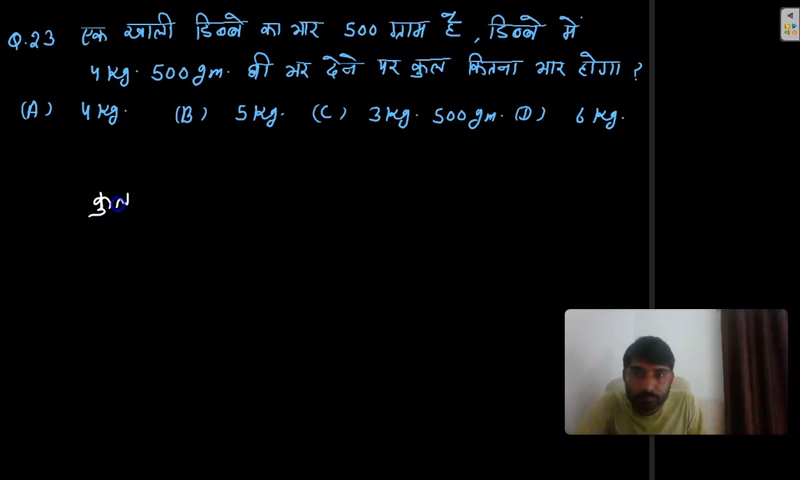 Q.23 एक खाली डिब्बे का भार 500 ग्राम है, डिब्बे में
4 kg. 500 gm. घी भर देने पर कुल कितना भार होगा ?
(A) 4 kg. (B) 5 kg. (C) 3 kg. 500 gm. (D) 6 kg.
कुल